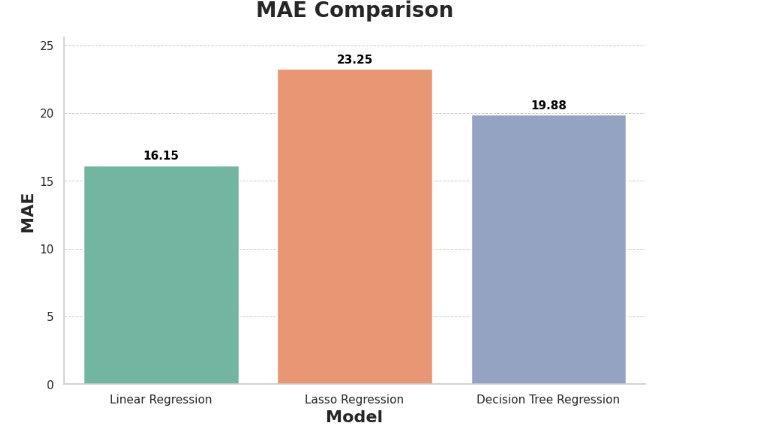 MAE Comparison
25
20
15
10
5
0
MAE
16.15
23.25
19.88
Linear Regression
Lasso Regression
Decision Tree Regression
Model